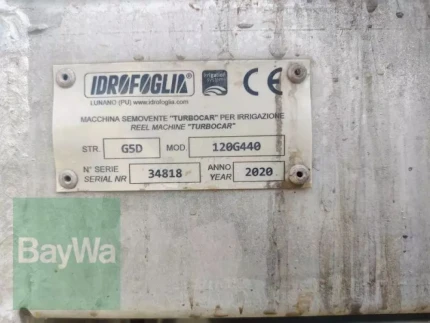 IDROFOGLIA
LUNANO (PU) www.idrofoglia.com
CE
MACCHINA SEMOVENTE "TURBOCAR" PER IRRIGAZIONE
REEL MACHINE "TURBOCAR"
STR. G5D MOD 120G440
N° SERIE
SERIAL NR 34818
ANNO
YEAR 2020
BayWa